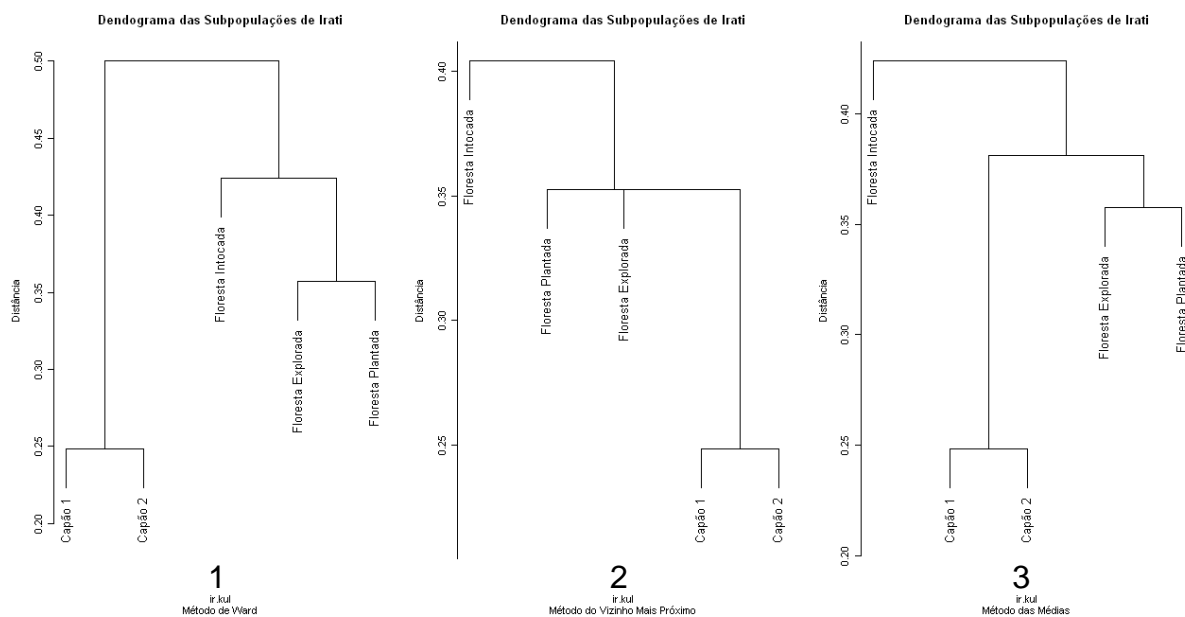 Dendograma das Subpopulações de Irati
Distância
0.50
0.45
0.40
0.35
0.30
0.25
0.20
Capão 1
Capão 2
Floresta Intocada
Floresta Explorada
Floresta Plantada
1
ir.kul
Método de Ward
Dendograma das Subpopulações de Irati
Distância
0.40
0.35
0.30
0.25
Floresta Intocada
Floresta Plantada
Floresta Explorada
Capão 1
Capão 2
2
ir.kul
Método do Vizinho Mais Próximo
Dendograma das Subpopulações de Irati
Distância
0.40
0.35
0.30
0.25
0.20
Floresta Intocada
Capão 1
Capão 2
Floresta Explorada
Floresta Plantada
3
ir.kul
Método das Médias